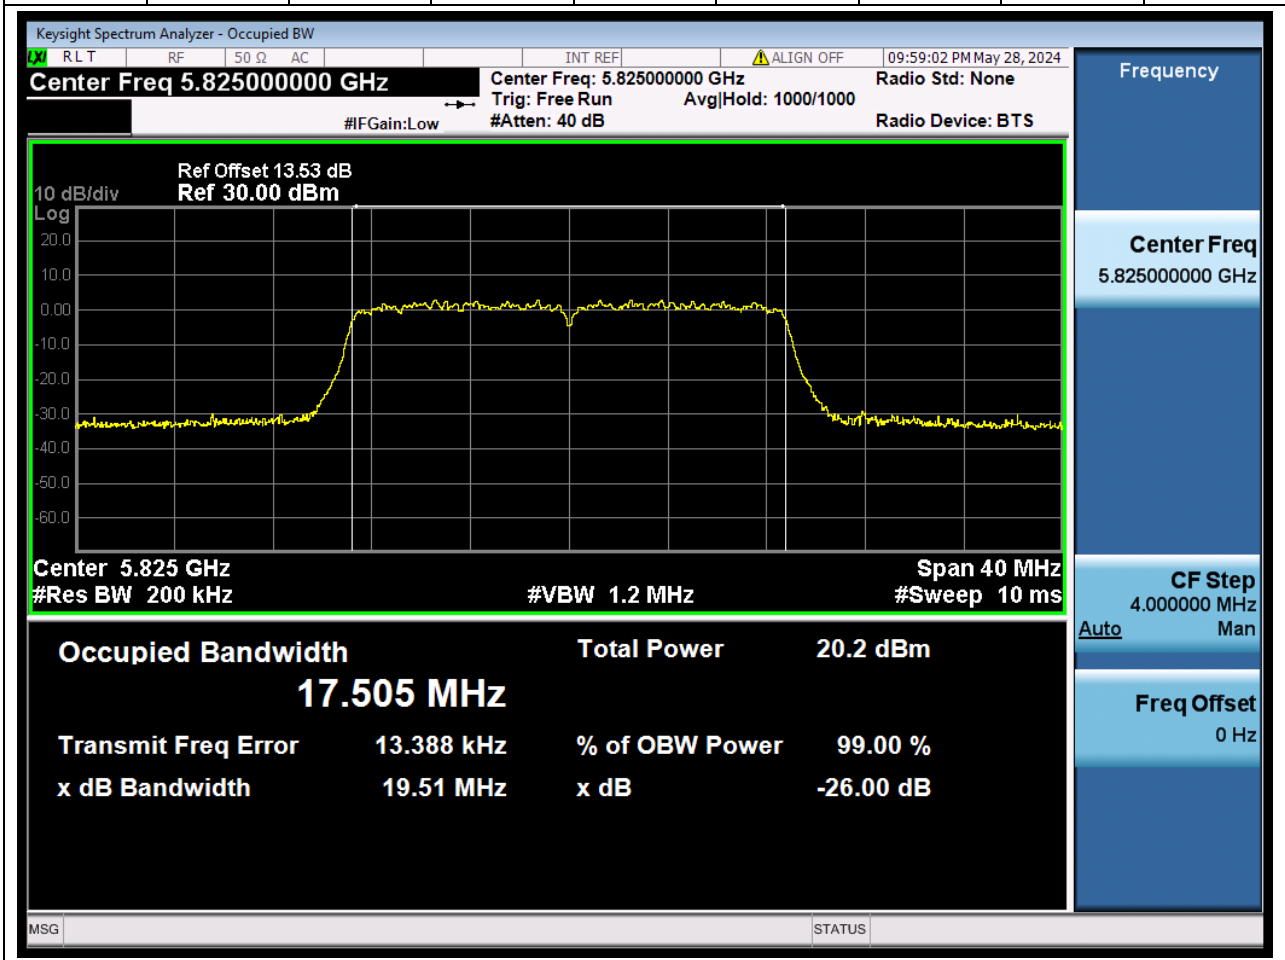 Keysight Spectrum Analyzer - Occupied BW
LXI RLT RF 50 Ω AC INT REF ALIGN OFF 09:59:02 PM May 28, 2024
Center Freq 5.825000000 GHz
Center Freq: 5.825000000 GHz
Radio Std: None
Trig: Free Run Avg|Hold: 1000/1000
#IFGain:Low
#Atten: 40 dB
Radio Device: BTS
Ref Offset 13.53 dB
10 dB/div Ref 30.00 dBm
Log
20.0
10.0
0.00
-10.0
-20.0
-30.0
-40.0
-50.0
-60.0
Center 5.825 GHz Span 40 MHz
#Res BW 200 kHz #VBW 1.2 MHz #Sweep 10 ms
Occupied Bandwidth Total Power 20.2 dBm
17.505 MHz
Transmit Freq Error 13.388 kHz % of OBW Power 99.00 %
x dB Bandwidth 19.51 MHz x dB -26.00 dB
Frequency
Center Freq
5.825000000 GHz
CF Step
4.000000 MHz
Auto Man
Freq Offset
0 Hz
MSG STATUS